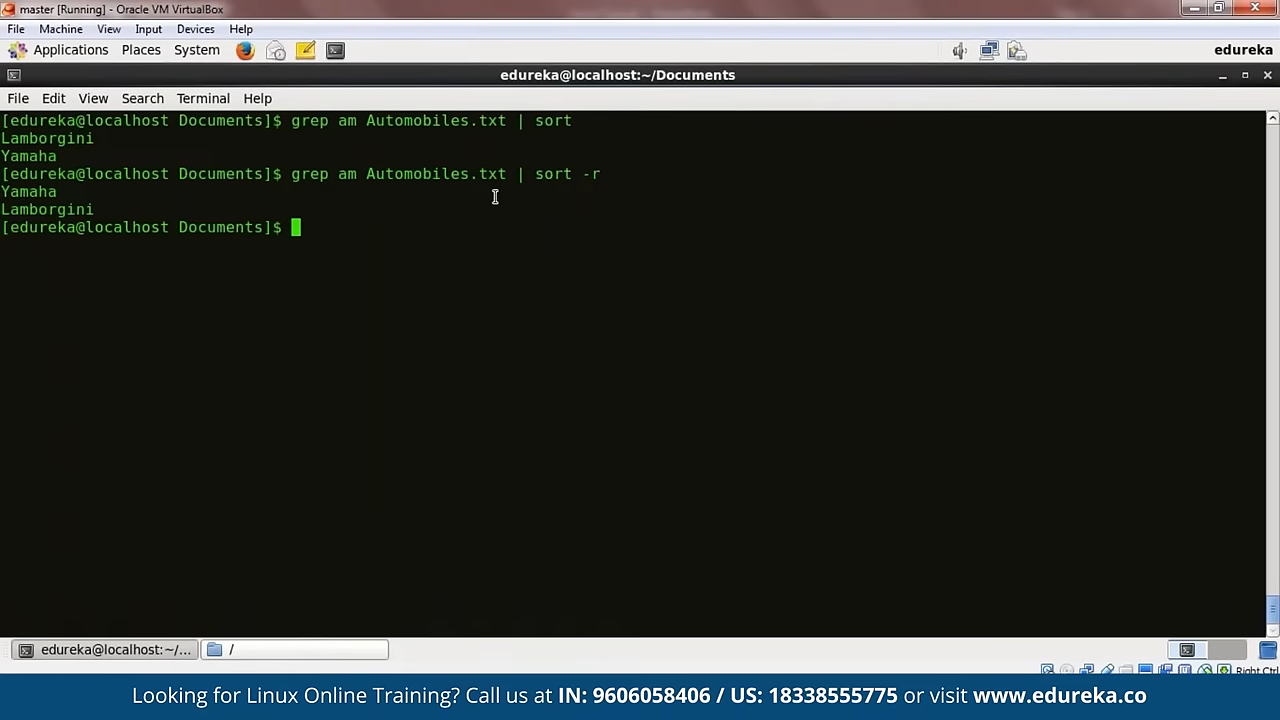 master [Running] - Oracle VM VirtualBox
File Machine View Input Devices Help
Applications Places System edureka
edureka@localhost:~/Documents
File Edit View Search Terminal Help
[edureka@localhost Documents]$ grep am Automobiles.txt | sort
Lamborgini
Yamaha
[edureka@localhost Documents]$ grep am Automobiles.txt | sort -r
Yamaha
Lamborgini
[edureka@localhost Documents]$
edureka@localhost:~/... /
Right Ctrl
Looking for Linux Online Training? Call us at IN: 9606058406 / US: 18338555775 or visit www.edureka.co